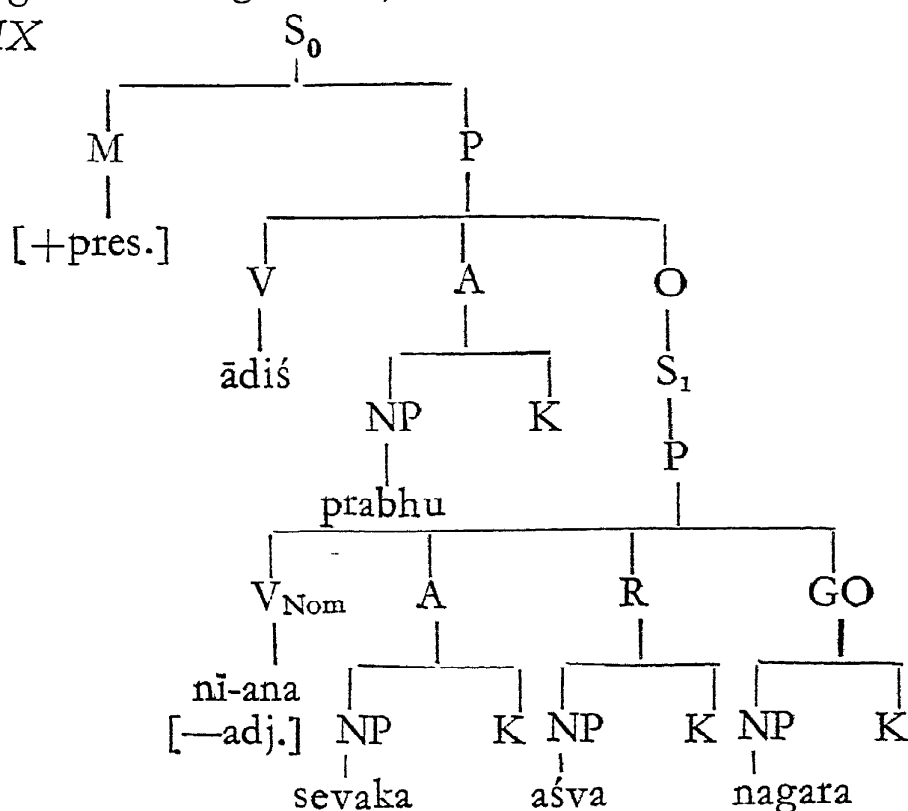 IX S₀
M P
[+pres.]
V A O
ādiś S₁
NP K
P
prabhu
V_Nom A R GO
nī-ana
[—adj.] NP K NP K NP K
sevaka aśva nagara